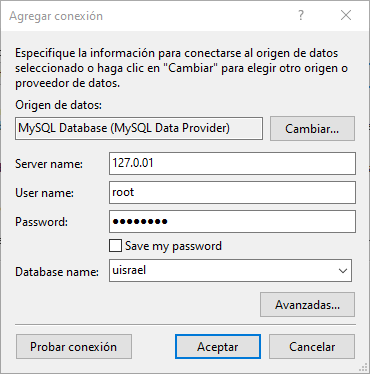 Agregar conexión
Especifique la información para conectarse al origen de datos
seleccionado o haga clic en "Cambiar" para elegir otro origen o
proveedor de datos.
Origen de datos:
MySQL Database (MySQL Data Provider)
Cambiar...
Server name:
127.0.01
User name:
root
Password:
●●●●●●●●
Save my password
Database name:
uisrael
Avanzadas...
Probar conexión
Aceptar
Cancelar